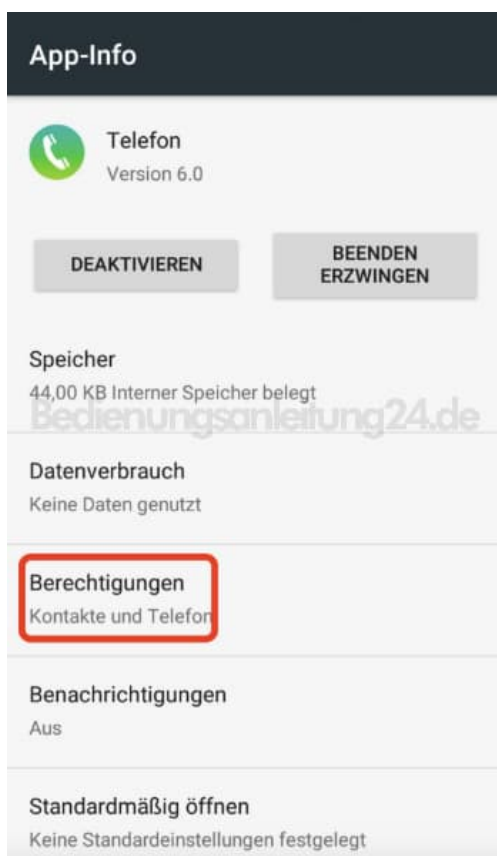 App-Info
Telefon
Version 6.0
DEAKTIVIEREN
BEENDEN
ERZWINGEN
Speicher
44,00 KB Interner Speicher belegt
Bedienungsanleitung24.de
Datenverbrauch
Keine Daten genutzt
Berechtigungen
Kontakte und Telefon
Benachrichtigungen
Aus
Standardmäßig öffnen
Keine Standardeinstellungen festgelegt